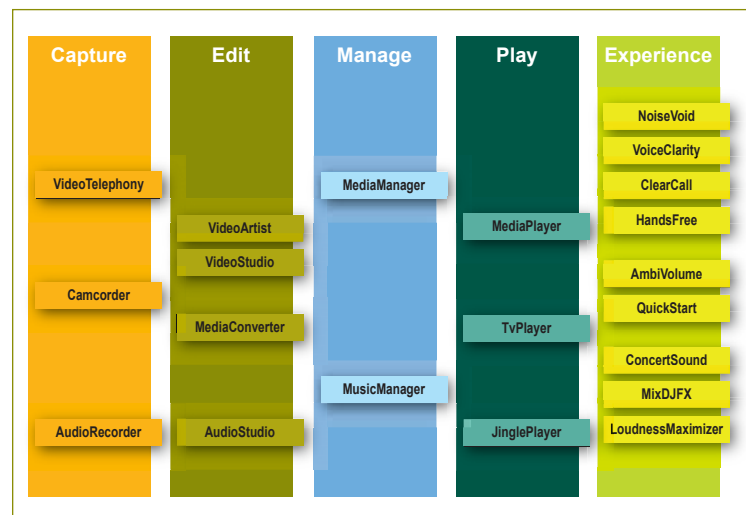 Capture
VideoTelephony
Camcorder
AudioRecorder
Edit
VideoArtist
VideoStudio
MediaConverter
AudioStudio
Manage
MediaManager
MusicManager
Play
MediaPlayer
TvPlayer
JinglePlayer
Experience
NoiseVoid
VoiceClarity
ClearCall
HandsFree
AmbiVolume
QuickStart
ConcertSound
MixDJFX
LoudnessMaximizer